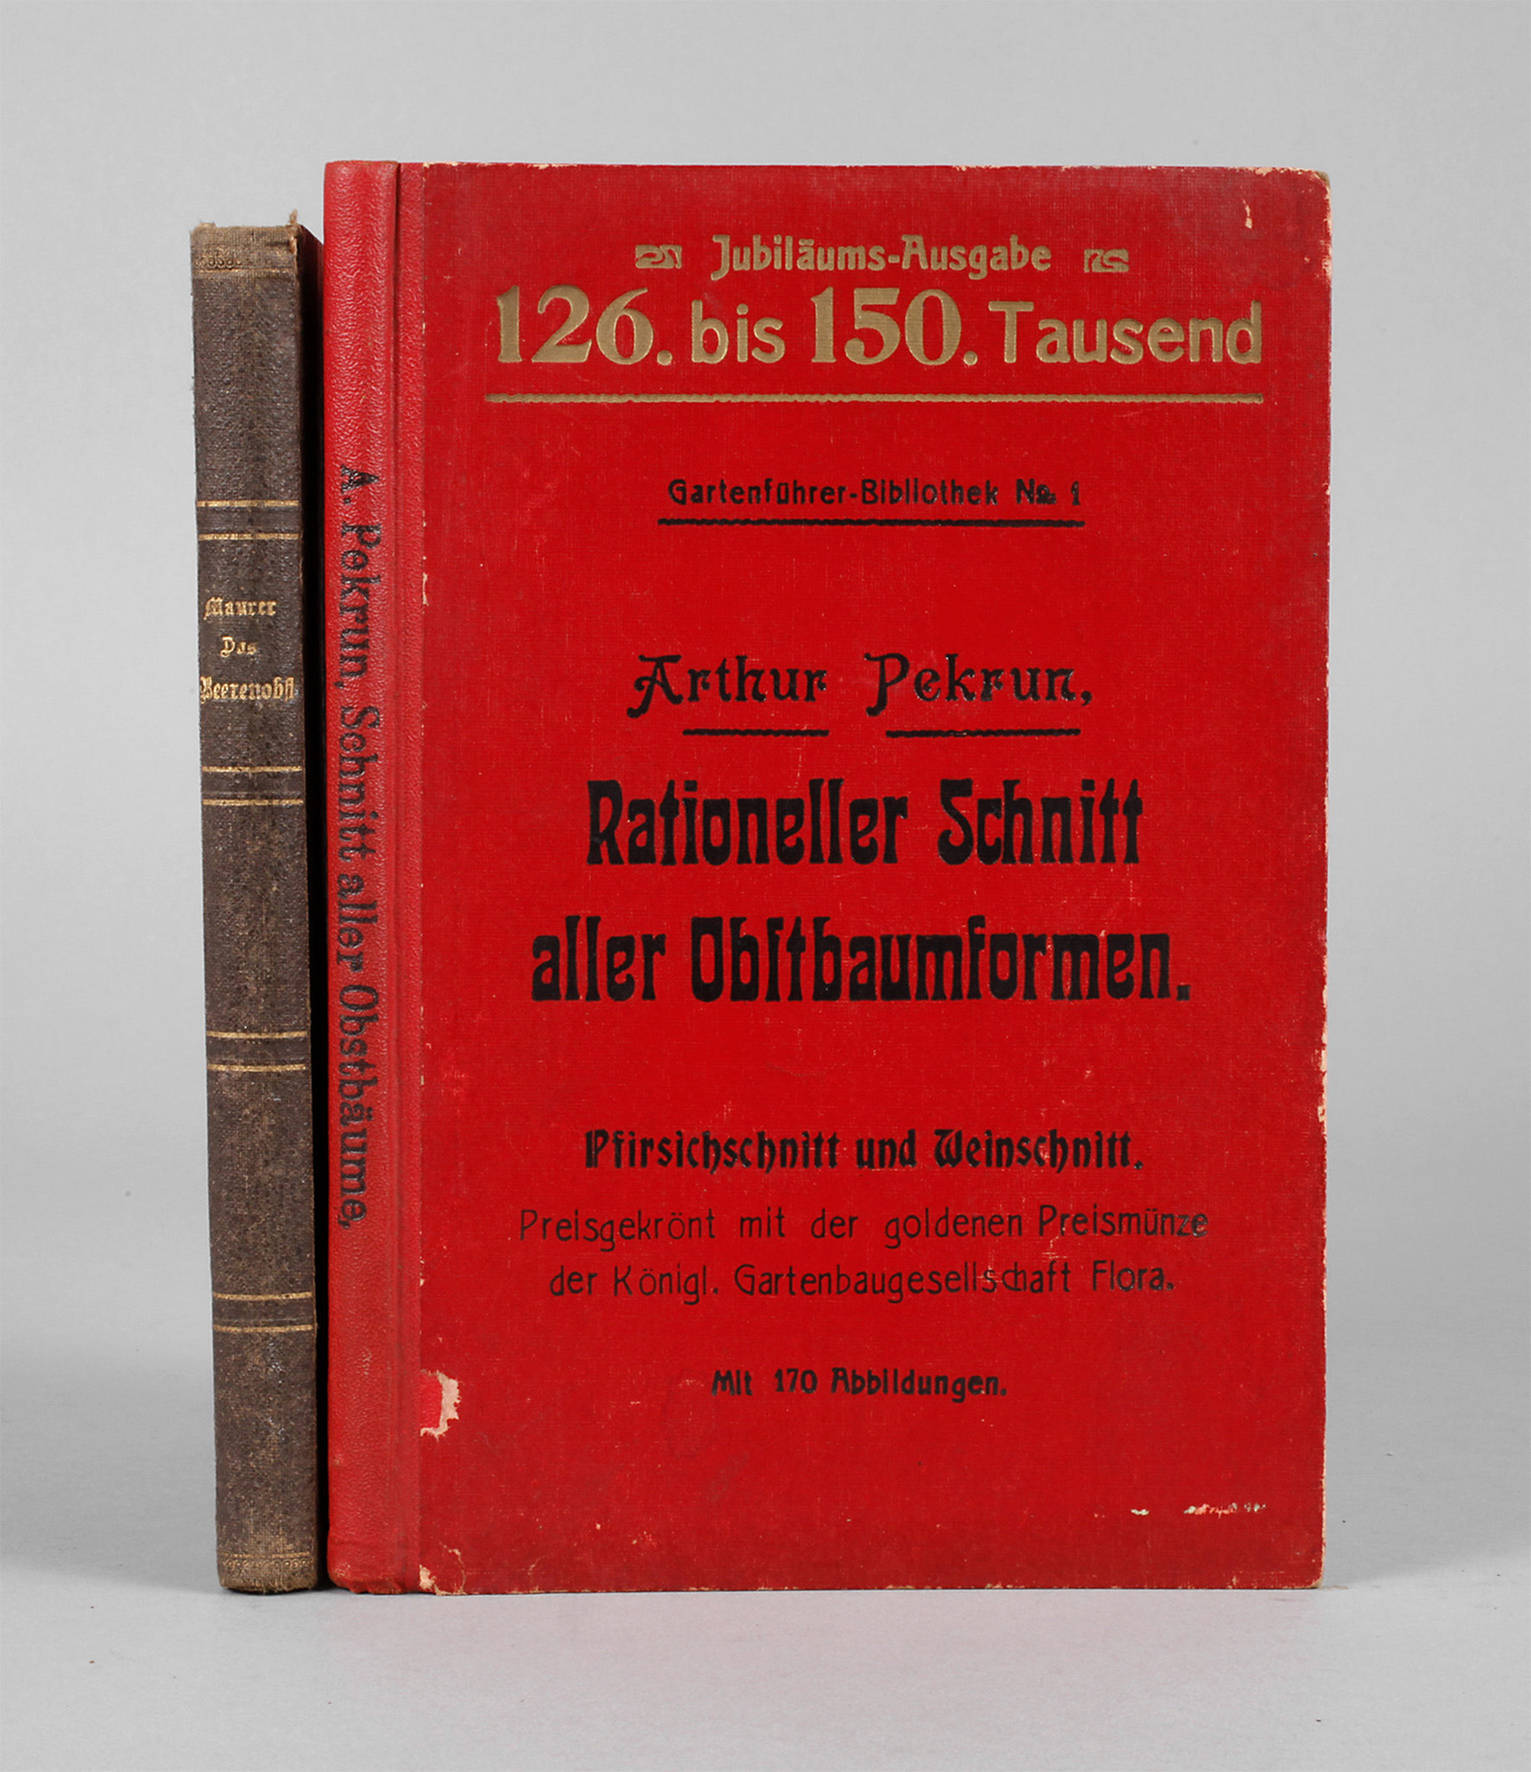 Maurer
Das
Beerenobst
A. Pekrun, Schnitt aller Obstbäume,
Jubiläums-Ausgabe
126. bis 150. Tausend
Gartenführer-Bibliothek No. 1
Arthur Pekrun,
Rationeller Schnitt
aller Obstbaumformen.
Pfirsichschnitt und Weinschnitt.
Preisgekrönt mit der goldenen Preismünze
der Königl. Gartenbaugesellschaft Flora.
Mit 170 Abbildungen.